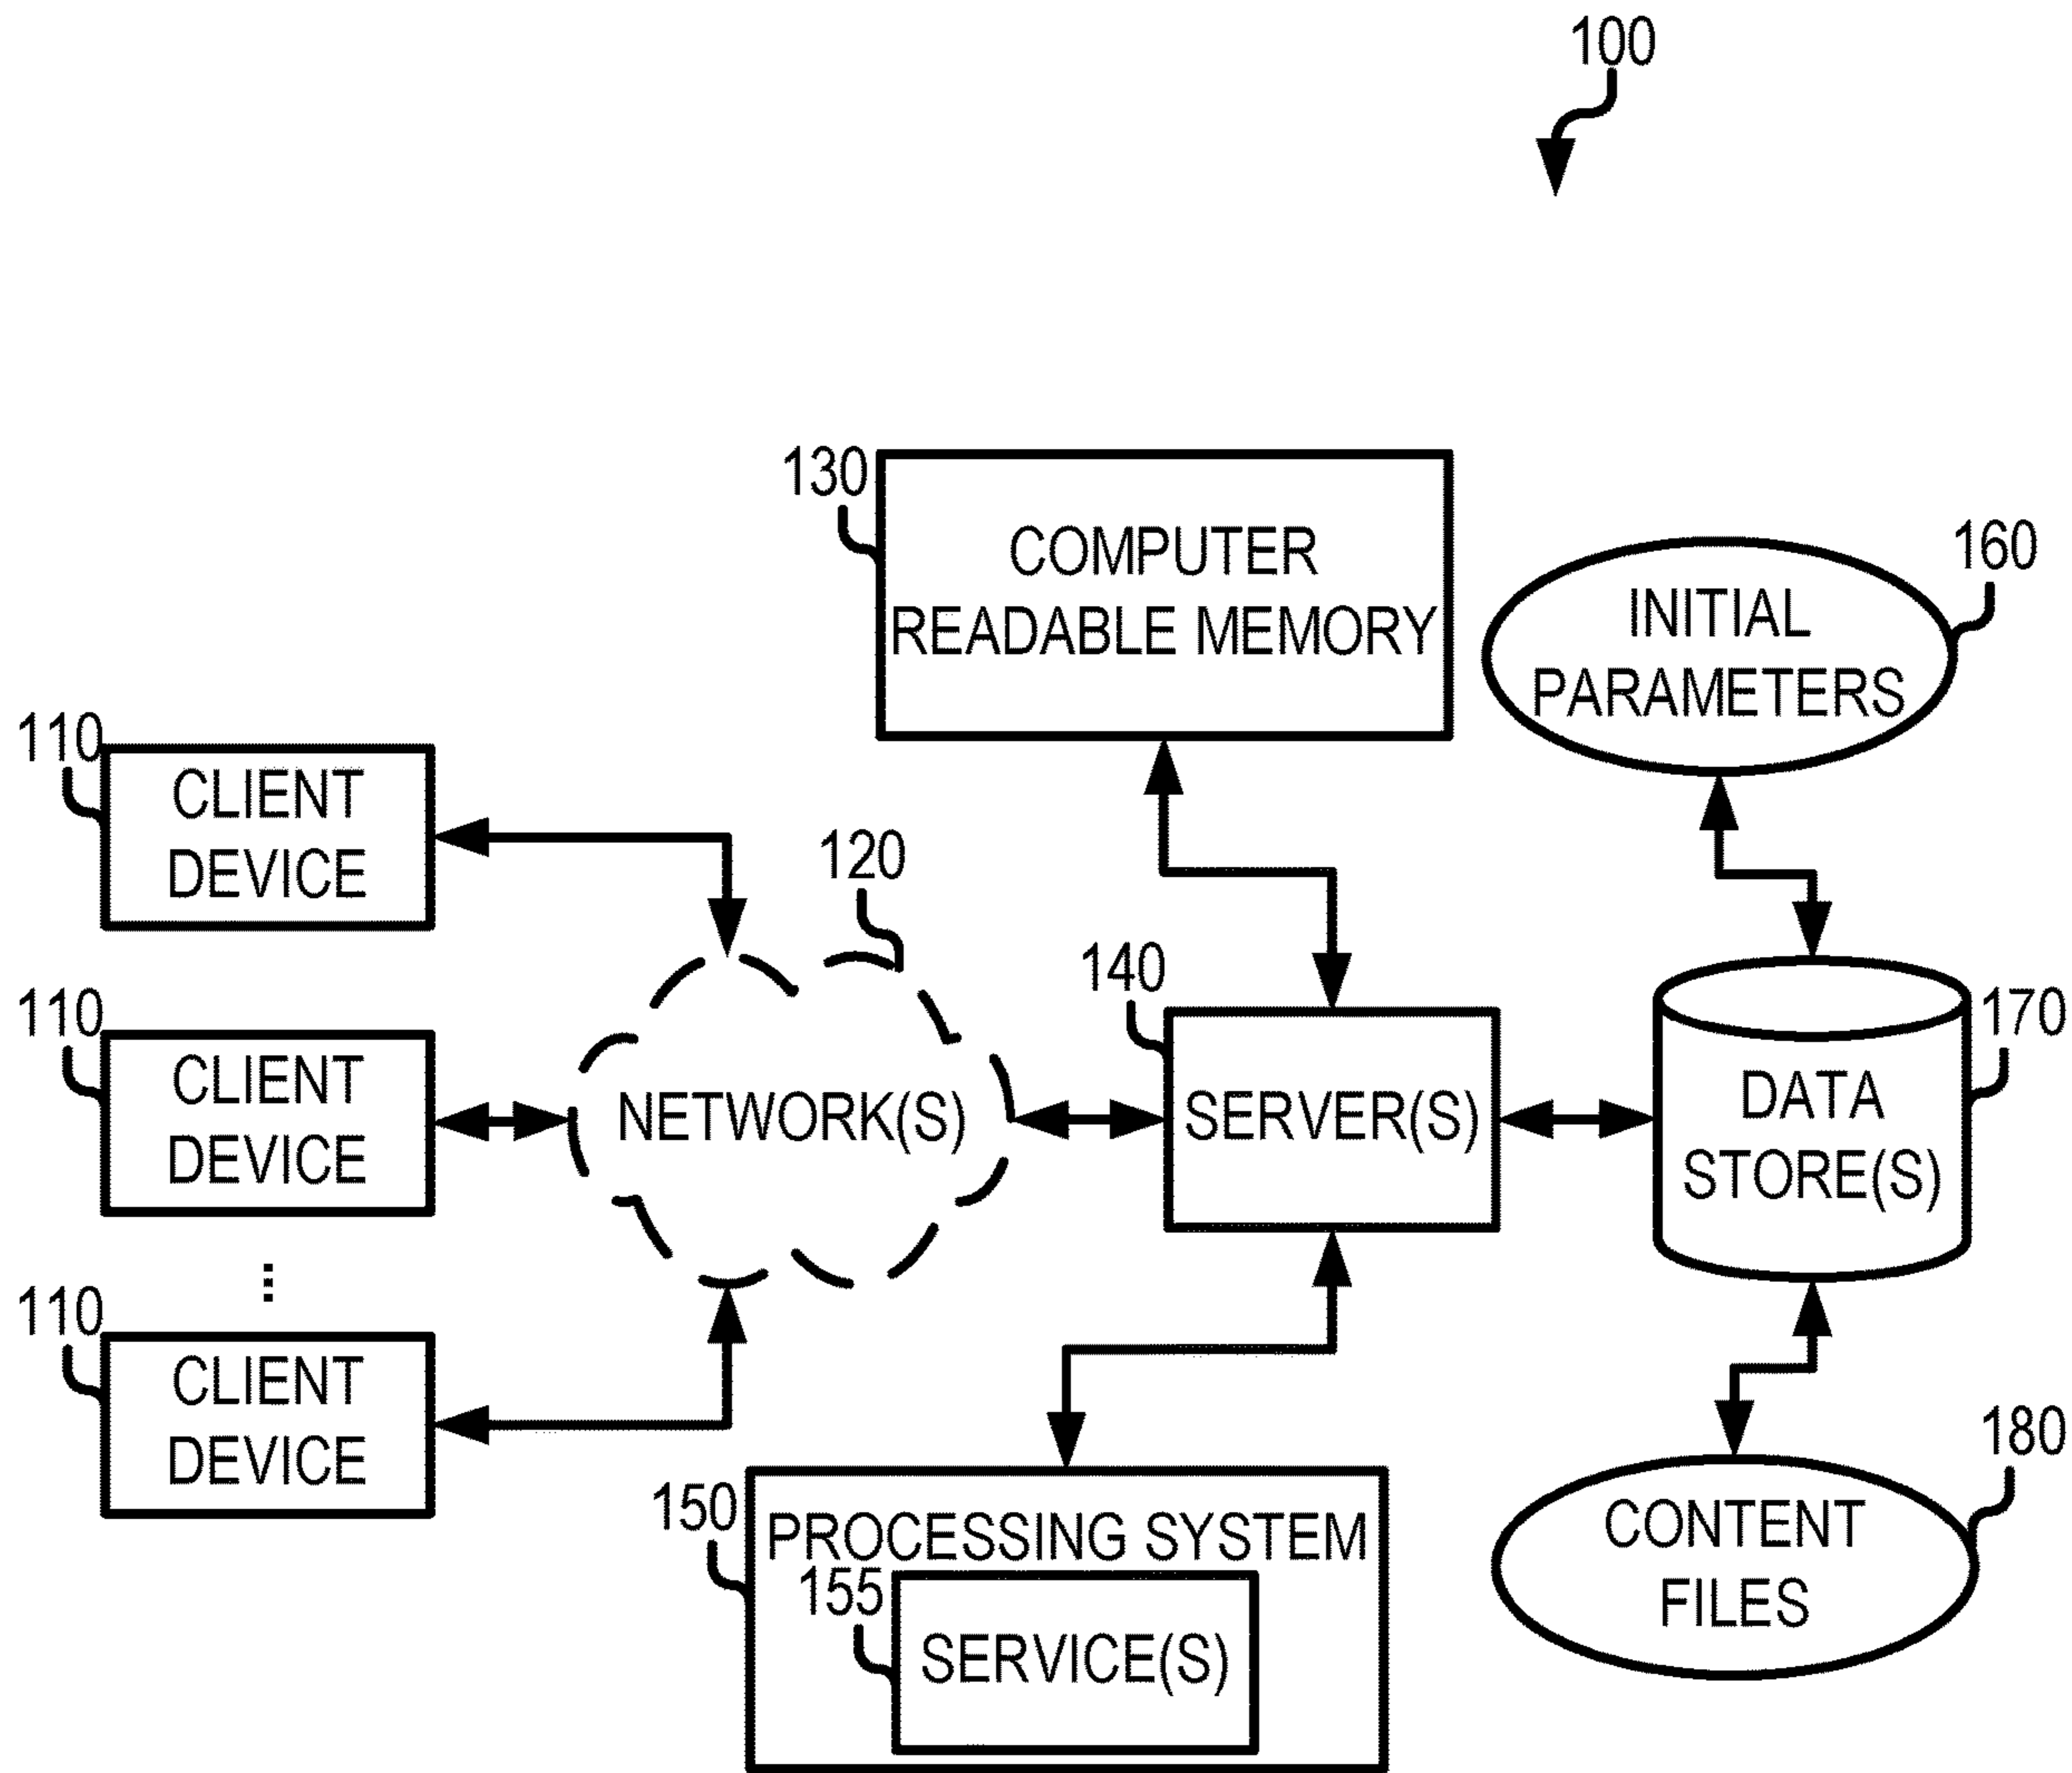 100
130
COMPUTER
READABLE MEMORY
160
INITIAL
PARAMETERS
110
CLIENT
DEVICE
120
110
CLIENT
DEVICE
NETWORK(S)
140
SERVER(S)
170
DATA
STORE(S)
...
110
CLIENT
DEVICE
150
PROCESSING SYSTEM
155
SERVICE(S)
180
CONTENT
FILES